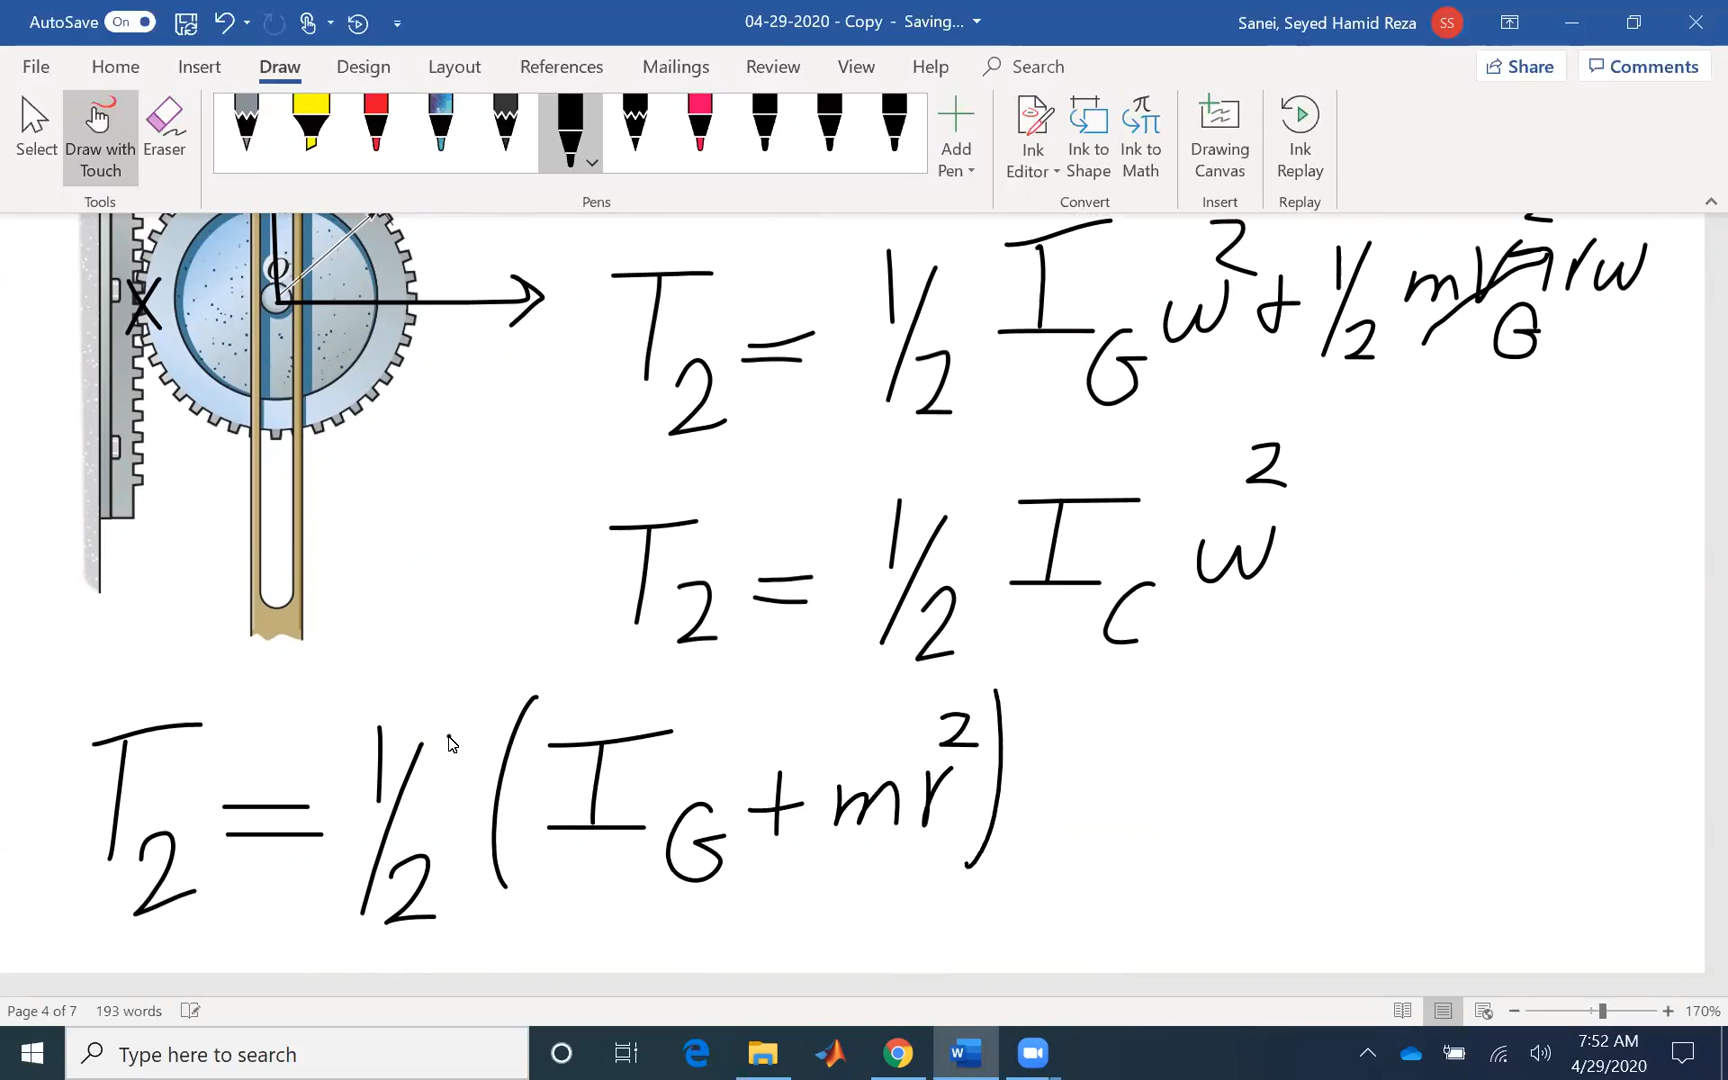 AutoSave On 04-29-2020 - Copy - Saving... Sanei, Seyed Hamid Reza SS
File Home Insert Draw Design Layout References Mailings Review View Help Search Share Comments
Select Draw with Touch Eraser Add Pen Ink Editor Ink to Shape Ink to Math Drawing Canvas Ink Replay
Tools Pens Convert Insert Replay
O
X
T2 = 1/2 IG w² + 1/2 mVG² rw
T2 = 1/2 IC w²
T2 = 1/2 (IG + mr²)
Page 4 of 7 193 words 170%
Type here to search 7:52 AM
4/29/2020